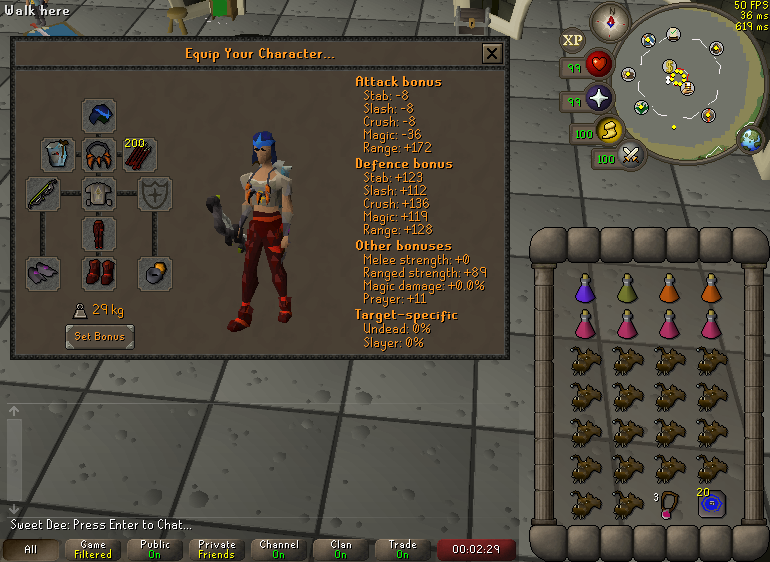 Walk here
50 FPS
36 ms
619 ms
Equip Your Character...
XP
99
99
100
100
200
Attack bonus
Stab: -8
Slash: -8
Crush: -8
Magic: -36
Range: +172
Defence bonus
Stab: +123
Slash: +112
Crush: +136
Magic: +119
Range: +128
Other bonuses
Melee strength: +0
Ranged strength: +89
Magic damage: +0.0%
Prayer: +11
Target-specific
Undead: 0%
Slayer: 0%
29 kg
Set Bonus
3
20
Sweet Dee: Press Enter to Chat...
All
Game
Filtered
Public
On
Private
Friends
Channel
On
Clan
On
Trade
On
00:02:29